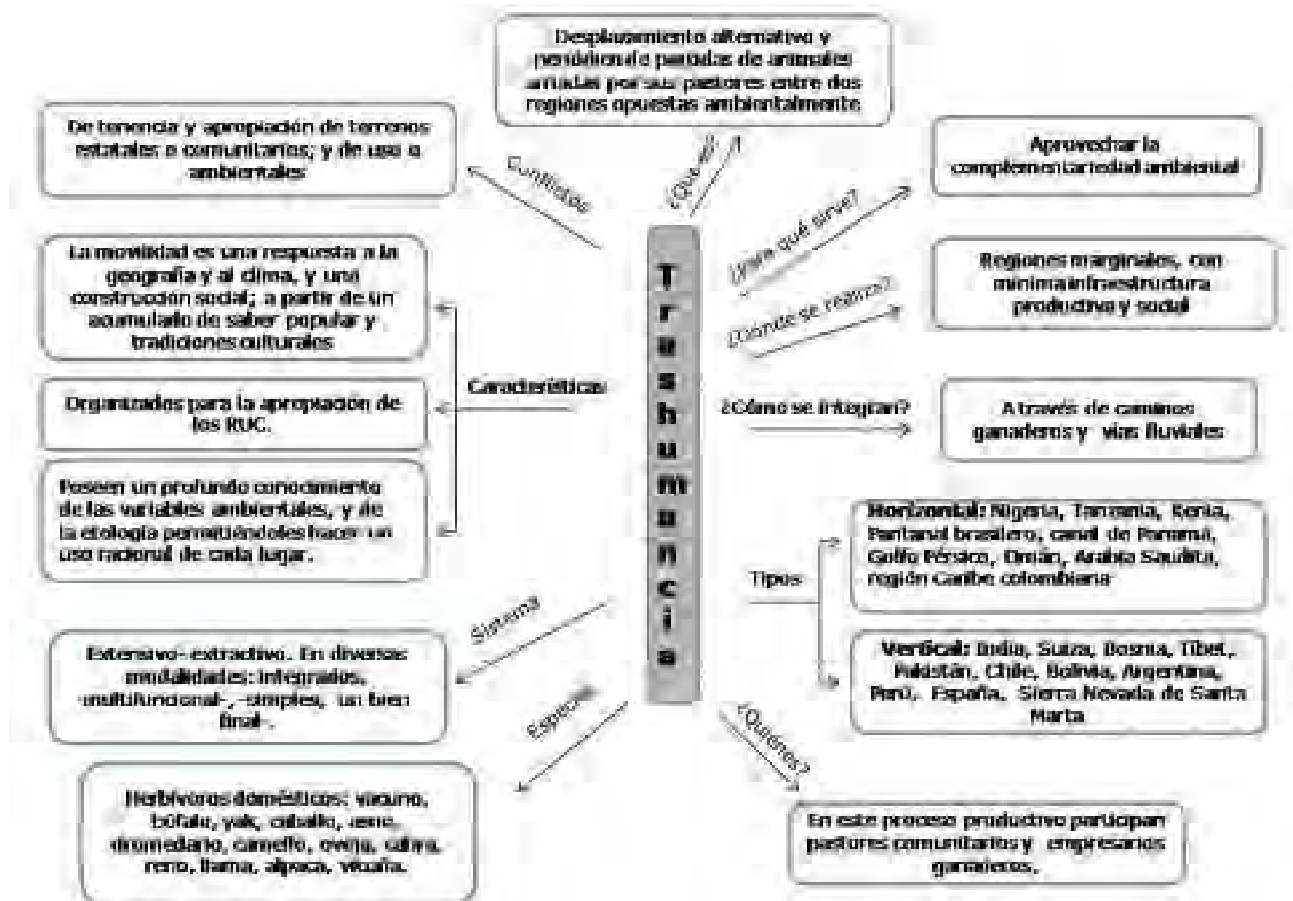 Desplazamiento alternativo y
periódico de manadas de animales
arriadas por sus pastores entre dos
regiones opuestas ambientalmente
¿Qué es?
De tenencia y apropiación de terrenos
estatales o comunitarios; y de uso o
ambientales
Conflictos
Aprovechar la
complementariedad ambiental
¿Para qué sirve?
La movilidad es una respuesta a la
geografía y al clima, y una
construcción social; a partir de un
acumulado de saber popular y
tradiciones culturales
Regiones marginales, con
mínima infraestructura
productiva y social
¿Dónde se realiza?
Características
Organizados para la apropiación de
los RUC.
¿Cómo se integran?
A través de caminos
ganaderos y vías fluviales
Poseen un profundo conocimiento
de las variables ambientales, y de
la etología permitiéndoles hacer un
uso racional de cada lugar.
Trashumancia
Tipos
Horizontal: Nigeria, Tanzania, Kenia,
Pantanal brasilero, canal de Panamá,
Golfo Pérsico, Omán, Arabia Saudita,
región Caribe colombiana
Vertical: India, Suiza, Bosnia, Tíbet,
Pakistán, Chile, Bolivia, Argentina,
Perú, España, Sierra Nevada de Santa
Marta
Sistema
Extensivo-extractivo. En diversas
modalidades: integrados,
-multifuncional-, -simples, un bien
final-.
Especies
Herbívoros domésticos: vacuno,
búfalo, yak, caballo, asno,
dromedario, camello, oveja, cabra,
reno, llama, alpaca, vicuña.
¿Quiénes?
En este proceso productivo participan
pastores comunitarios y empresarios
ganaderos.